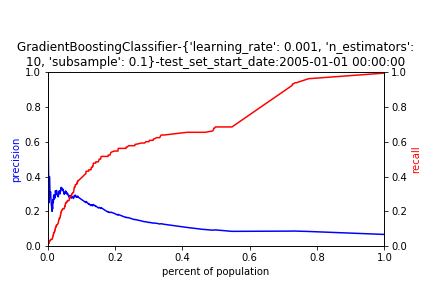 GradientBoostingClassifier-{'learning_rate': 0.001, 'n_estimators':
10, 'subsample': 0.1}-test_set_start_date:2005-01-01 00:00:00
1.0
0.8
0.6
0.4
0.2
0.0
precision
1.0
0.8
0.6
0.4
0.2
0.0
recall
0.0 0.2 0.4 0.6 0.8 1.0
percent of population